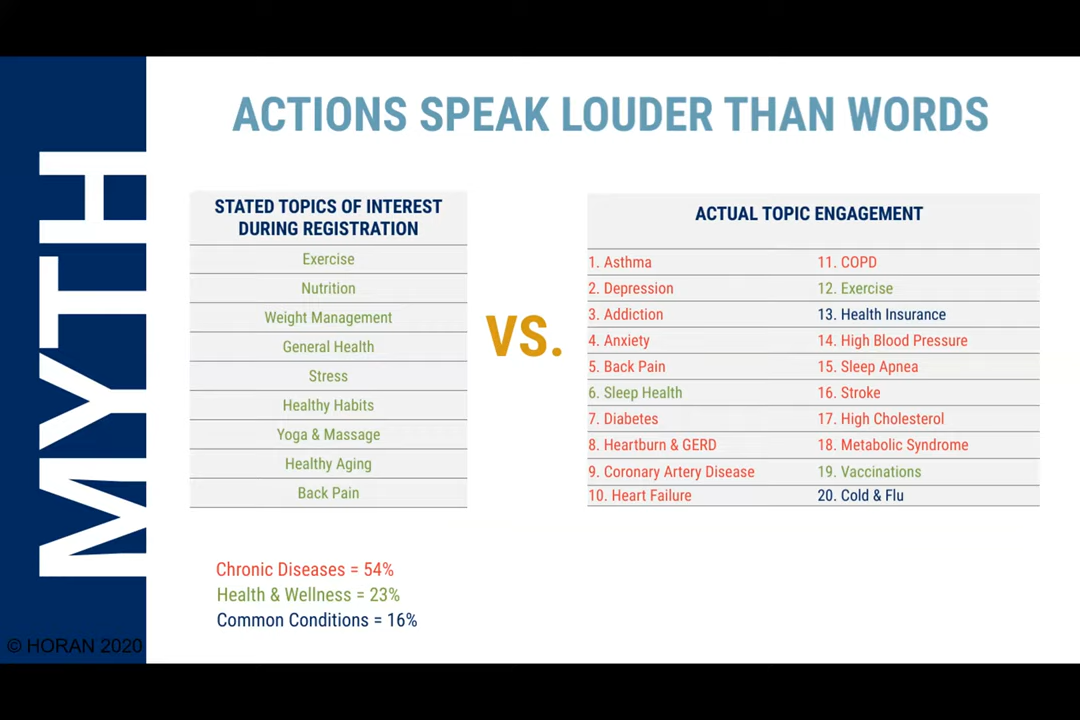 MYTH
ACTIONS SPEAK LOUDER THAN WORDS
STATED TOPICS OF INTEREST
DURING REGISTRATION
Exercise
Nutrition
Weight Management
General Health
Stress
Healthy Habits
Yoga & Massage
Healthy Aging
Back Pain
VS.
ACTUAL TOPIC ENGAGEMENT
1. Asthma
2. Depression
3. Addiction
4. Anxiety
5. Back Pain
6. Sleep Health
7. Diabetes
8. Heartburn & GERD
9. Coronary Artery Disease
10. Heart Failure
11. COPD
12. Exercise
13. Health Insurance
14. High Blood Pressure
15. Sleep Apnea
16. Stroke
17. High Cholesterol
18. Metabolic Syndrome
19. Vaccinations
20. Cold & Flu
Chronic Diseases = 54%
Health & Wellness = 23%
Common Conditions = 16%
© HORAN 2020